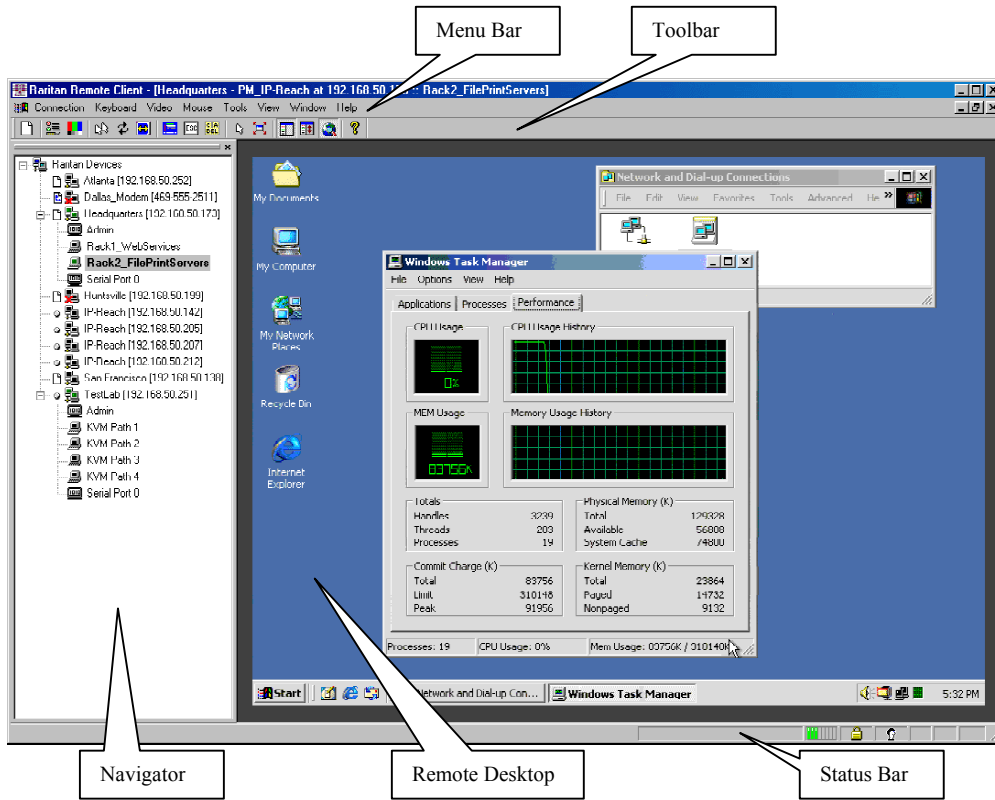 Menu Bar
Toolbar
Raritan Remote Client - [Headquarters - PM_IP-Reach at 192.168.50. :: Rack2_FilePrintServers]
Connection Keyboard Video Mouse Tools View Window Help
Raritan Devices
Atlanta [192.168.50.252]
Dallas_Modem [469-555-2511]
Headquarters [192.168.50.173]
Admin
Rack1_WebServices
Rack2_FilePrintServers
Serial Port 0
Huntsville [192.168.50.199]
IP-Reach [192.168.50.142]
IP-Reach [192.168.50.205]
IP-Reach [192.168.50.207]
IP-Reach [192.168.50.212]
San Francisco [192.168.50.138]
TestLab [192.168.50.251]
Admin
KVM Path 1
KVM Path 2
KVM Path 3
KVM Path 4
Serial Port 0
My Documents
My Computer
My Network
Places
Recycle Bin
Internet
Explorer
Network and Dial-up Connections
File Edit View Favorites Tools Advanced He »
Windows Task Manager
File Options View Help
Applications Processes Performance
CPU Usage
CPU Usage History
0%
MEM Usage
Memory Usage History
83756K
Totals
Handles 3239
Threads 203
Processes 19
Physical Memory (K)
Total 129328
Available 56808
System Cache 74800
Commit Charge (K)
Total 83756
Limit 310148
Peak 91956
Kernel Memory (K)
Total 23864
Paged 14732
Nonpaged 9132
Processes: 19 CPU Usage: 0% Mem Usage: 83756K / 310148K
Start
Network and Dial-up Con...
Windows Task Manager
5:32 PM
Navigator
Remote Desktop
Status Bar